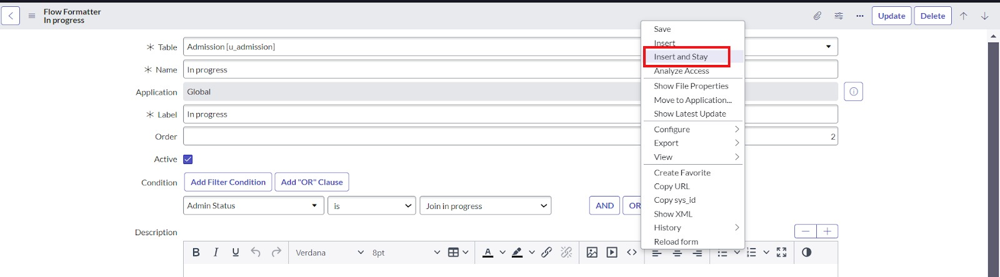 Flow Formatter
In progress
Update
Delete
Table
Admission [u_admission]
Name
In progress
Application
Global
Label
In progress
Order
2
Active
Condition
Add Filter Condition
Add "OR" Clause
Admin Status
is
Join in progress
AND
OR
Description
B I U
Verdana
8pt
A
Save
Insert
Insert and Stay
Analyze Access
Show File Properties
Move to Application...
Show Latest Update
Configure
Export
View
Create Favorite
Copy URL
Copy sys_id
Show XML
History
Reload form